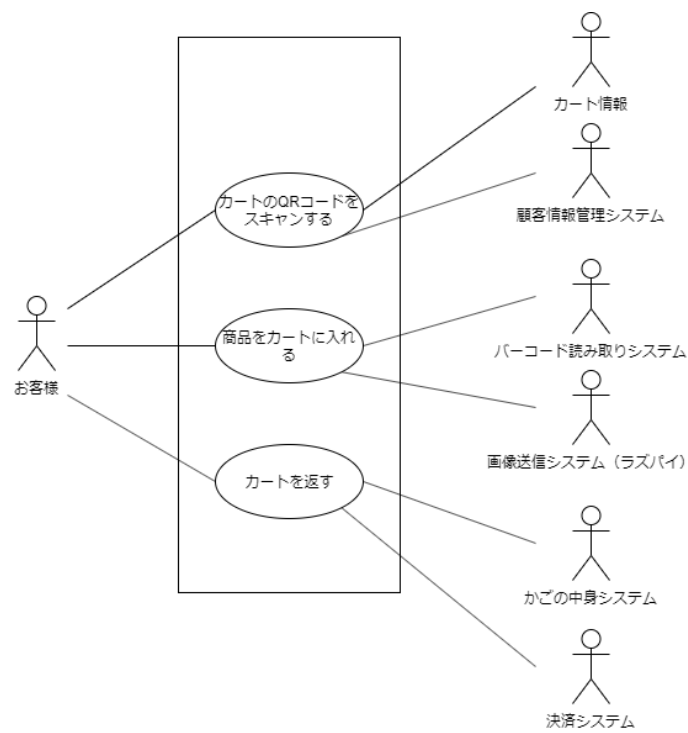 カート情報
カートのQRコードを
スキャンする
顧客情報管理システム
商品をカートに入れ
る
バーコード読み取りシステム
お客様
画像送信システム（ラズパイ）
カートを返す
かごの中身システム
決済システム